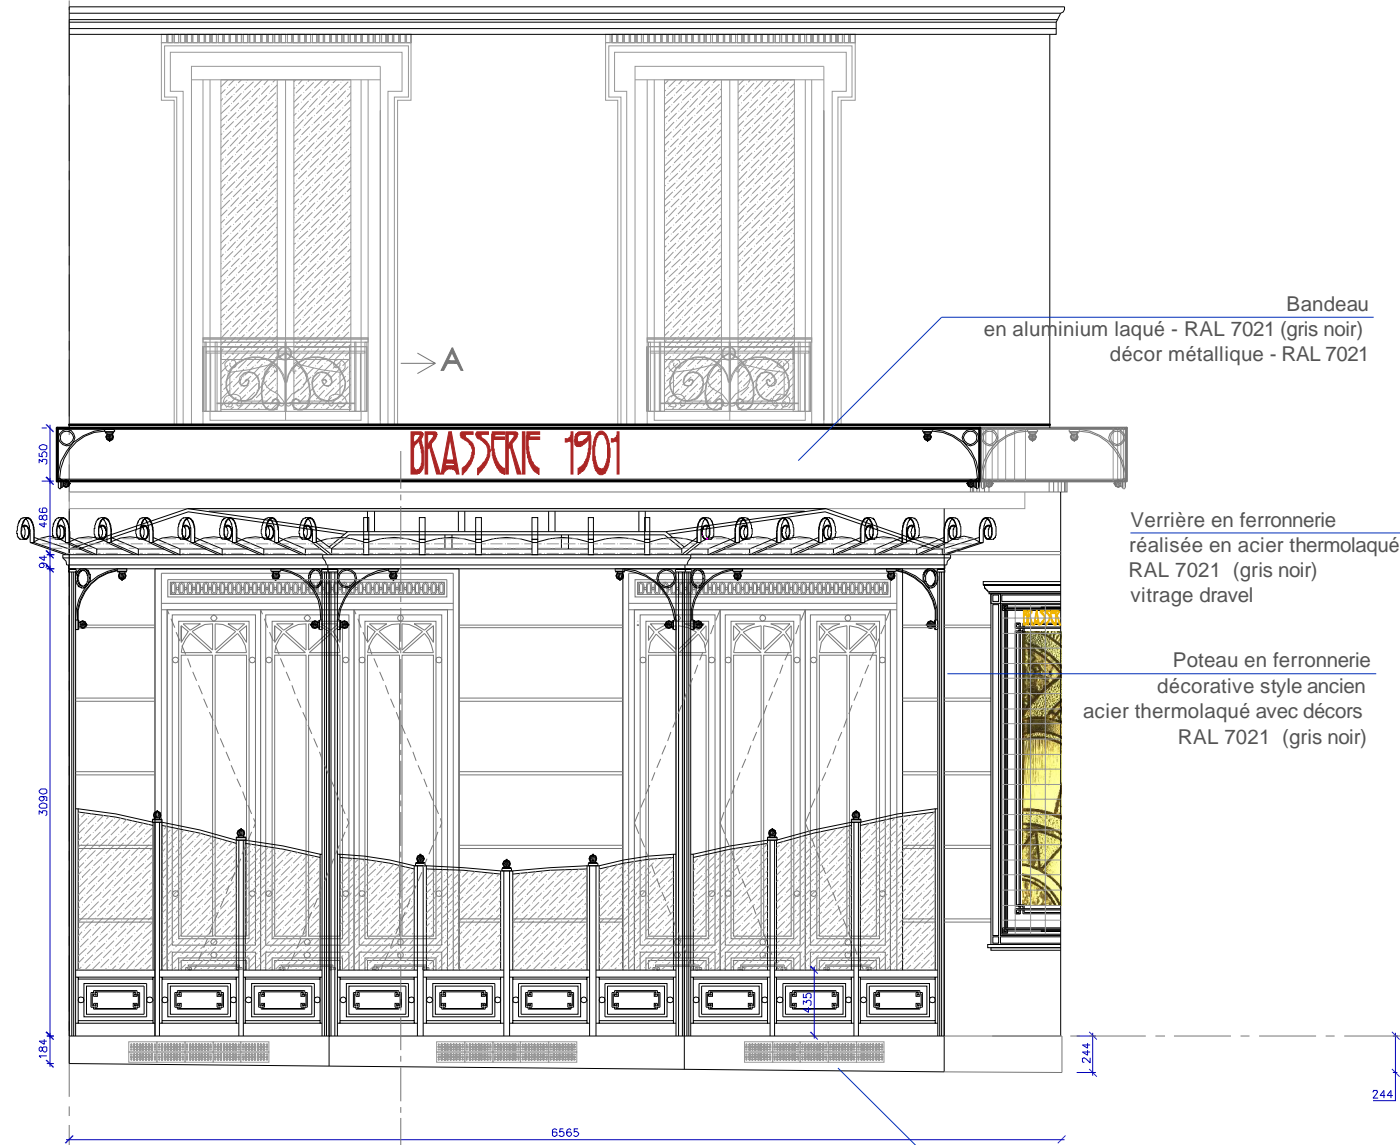 Bandeau
en aluminium laqué - RAL 7021 (gris noir)
décor métallique - RAL 7021
A
BRASSERIE 1901
350
486
94
Verrière en ferronnerie
réalisée en acier thermolaqué
RAL 7021 (gris noir)
vitrage dravel
Poteau en ferronnerie
décorative style ancien
acier thermolaqué avec décors
RAL 7021 (gris noir)
3090
435
184
244
244
6565